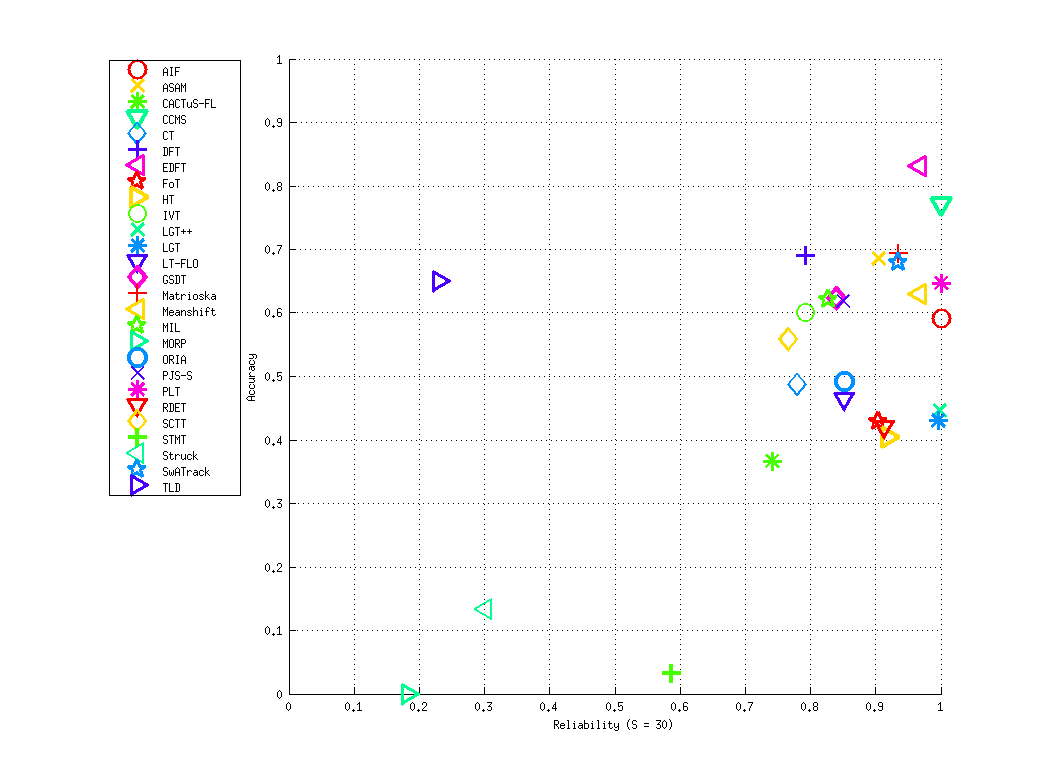 AIF
ASAM
CACTuS-FL
CCMS
CT
DFT
EDFT
FoT
HT
IVT
LGT++
LGT
LT-FLO
GSDT
Matrioska
Meanshift
MIL
MORP
ORIA
PJS-S
PLT
RDET
SCTT
STMT
Struck
SwATrack
TLD
Accuracy
1
0.9
0.8
0.7
0.6
0.5
0.4
0.3
0.2
0.1
0
0 0.1 0.2 0.3 0.4 0.5 0.6 0.7 0.8 0.9 1
Reliability (S = 30)